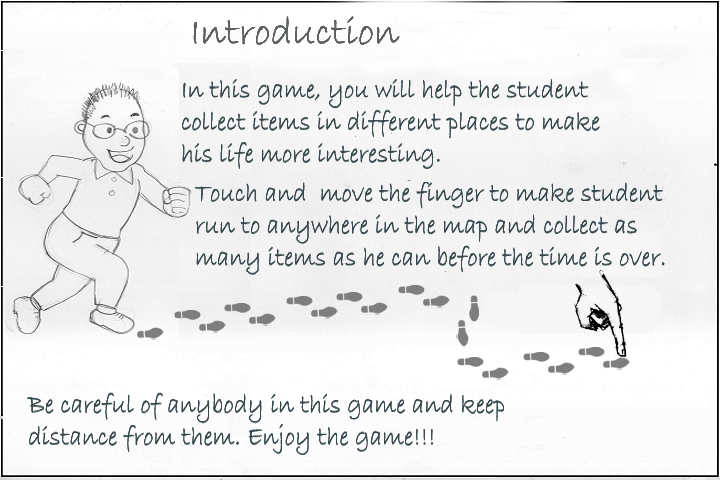 Introduction
In this game, you will help the student
collect items in different places to make
his life more interesting.
Touch and move the finger to make student
run to anywhere in the map and collect as
many items as he can before the time is over.
Be careful of anybody in this game and keep
distance from them. Enjoy the game!!!